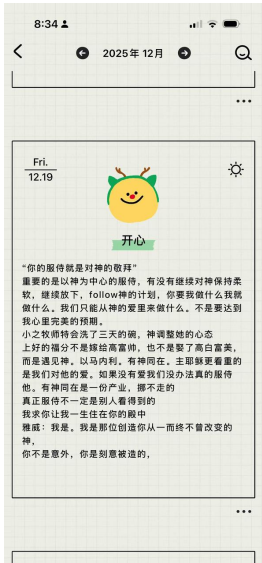 8:34
2025年 12月
Fri.
12.19
开心
“你的服侍就是对神的敬拜”
重要的是以神为中心的服侍，有没有继续对神保持柔
软，继续放下，follow神的计划，你要我做什么我就
做什么。我们只能从神的爱里来做什么。不是要达到
我心里完美的预期。
小之牧师特会洗了三天的碗，神调整她的心态
上好的福分不是嫁给高富帅，也不是娶了高白富美，
而是遇见神。以马内利。有神同在。主耶稣更看重的
是我们对他的爱。如果没有爱我们没办法真的服侍
他。有神同在是一份产业，挪不走的
真正服侍不一定是别人看得到的
我求你让我一生住在你的殿中
雅威：我是。我是那位创造你从一而终不曾改变的
神，
你不是意外，你是刻意被造的，